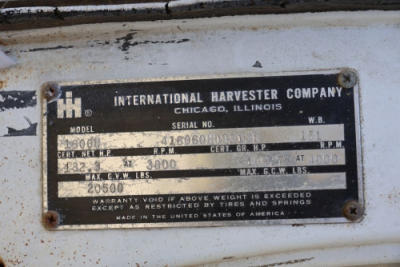 INTERNATIONAL HARVESTER COMPANY
CHICAGO, ILLINOIS
MODEL SERIAL NO. W.B.
CERT. NET H.P. R.P.M. CERT. GR. H.P. R.P.M.
AT 3800 AT
MAX. G.V.W. LBS. MAX. G.C.W. LBS.
20500
WARRANTY VOID IF ABOVE WEIGHT IS EXCEEDED
EXCEPT AS RESTRICTED BY TIRES AND SPRINGS
MADE IN THE UNITED STATES OF AMERICA